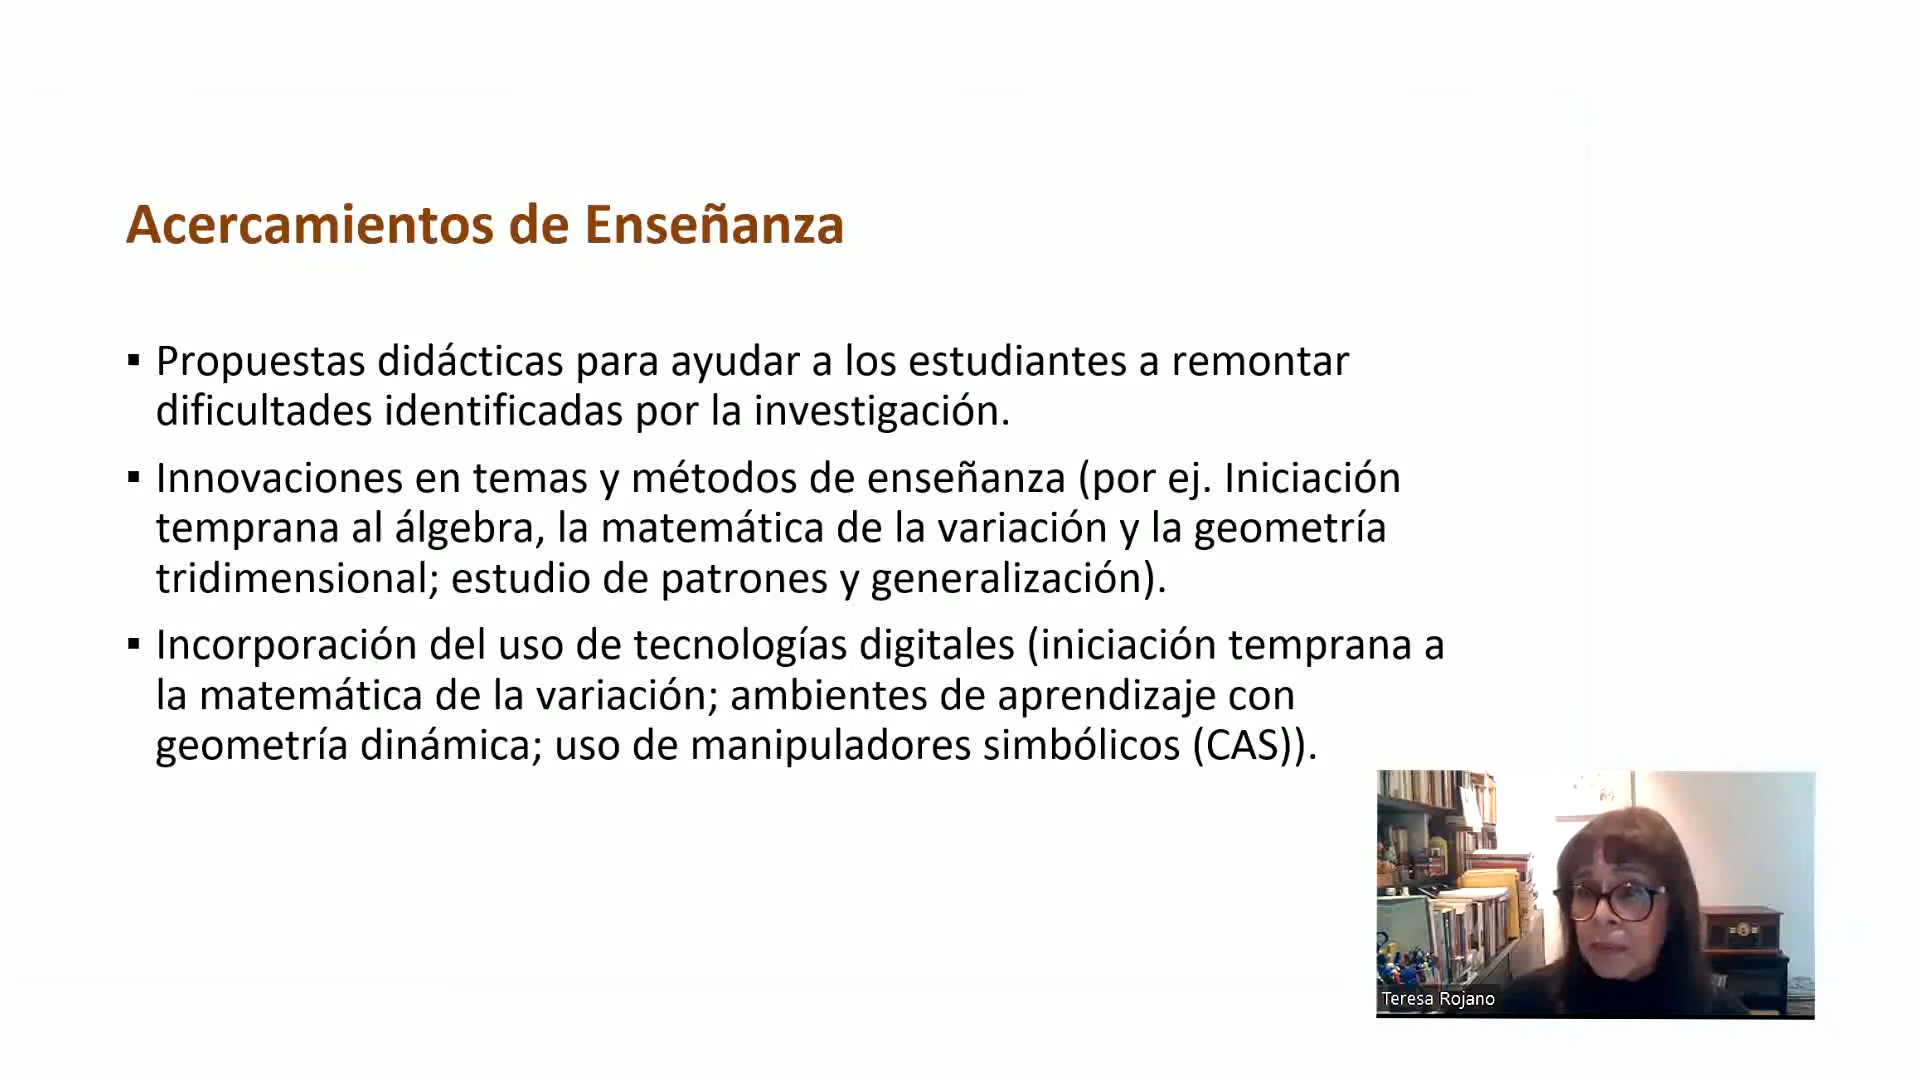 Acercamientos de Enseñanza
▪ Propuestas didácticas para ayudar a los estudiantes a remontar
dificultades identificadas por la investigación.
▪ Innovaciones en temas y métodos de enseñanza (por ej. Iniciación
temprana al álgebra, la matemática de la variación y la geometría
tridimensional; estudio de patrones y generalización).
▪ Incorporación del uso de tecnologías digitales (iniciación temprana a
la matemática de la variación; ambientes de aprendizaje con
geometría dinámica; uso de manipuladores simbólicos (CAS)).
Teresa Rojano